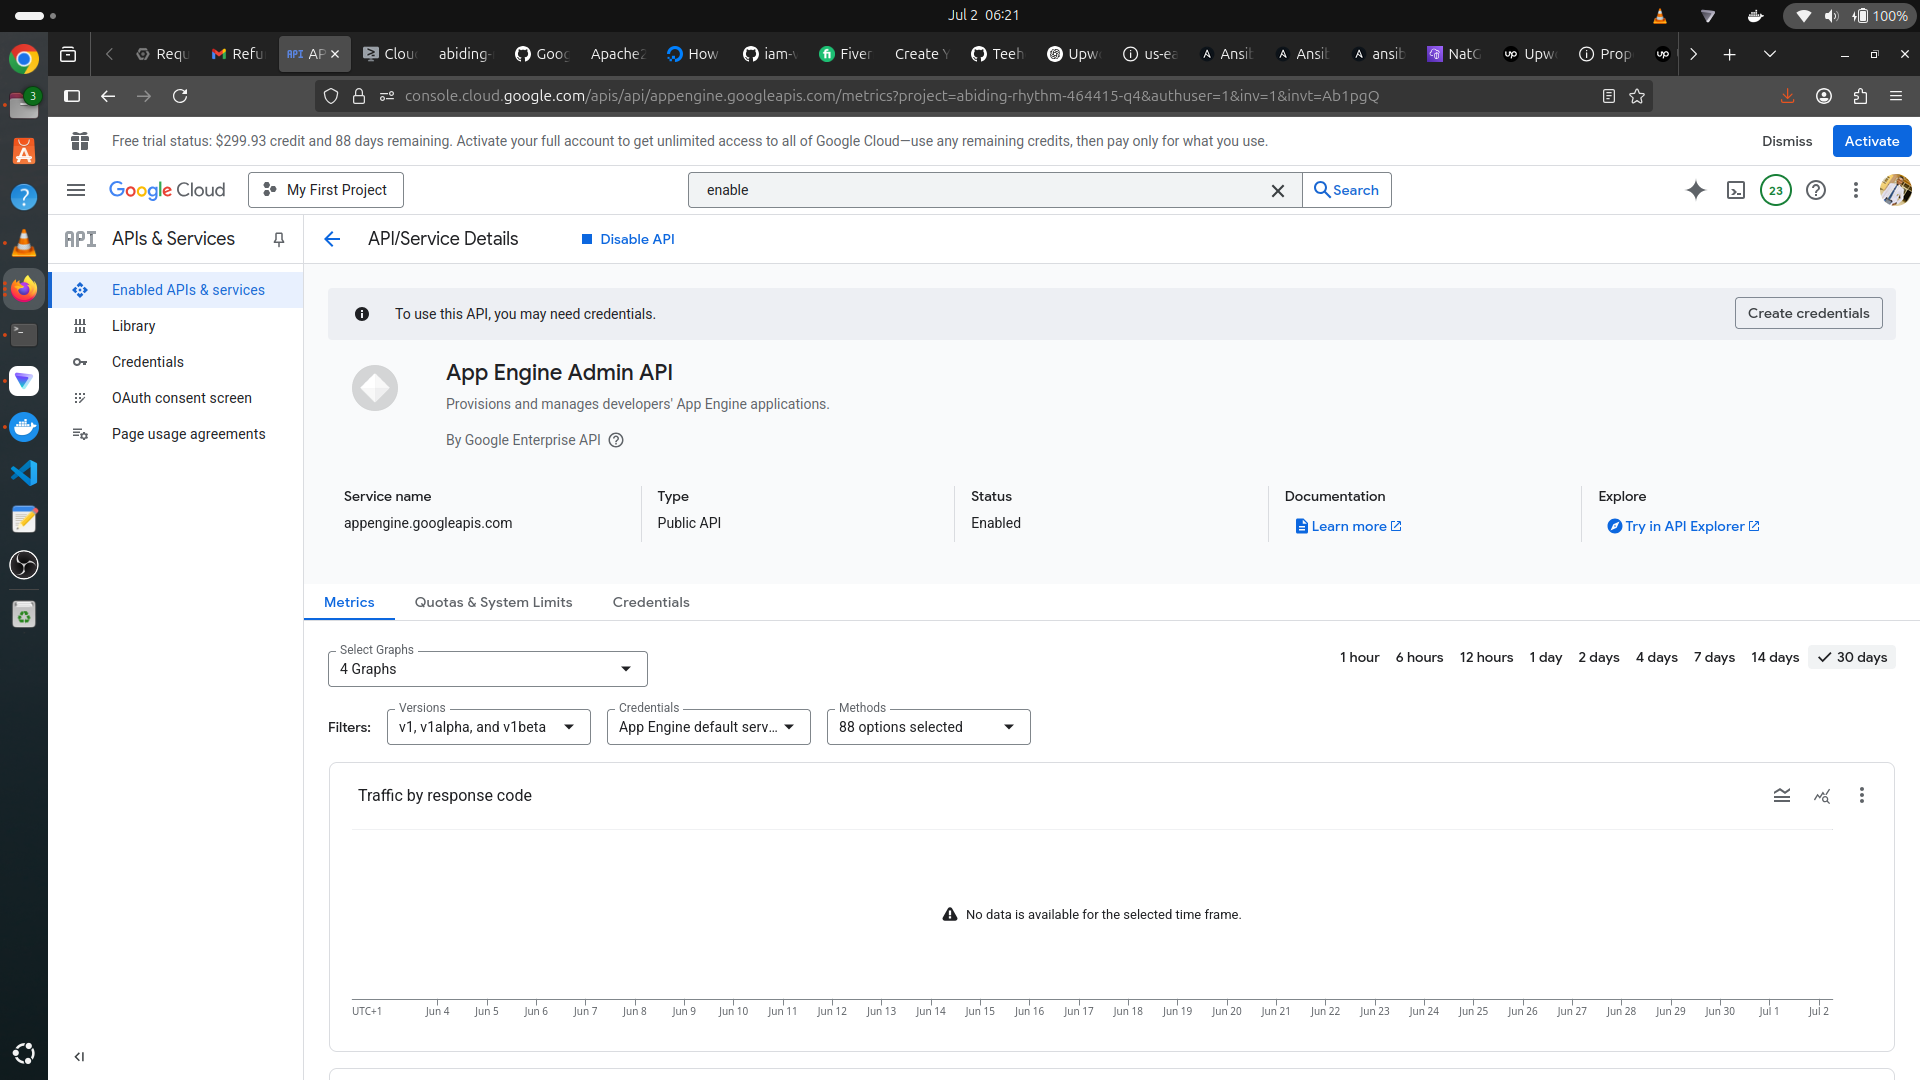 Jul 2 06:21
100%
Requ
Refu
API AP
Clou
abiding-
Goog
Apache2
How
iam-v
Fiver
Create Y
Teeh
Upw
us-ea
Ansib
Ansib
ansib
NatG
Upw
Prop
console.cloud.google.com/apis/api/appengine.googleapis.com/metrics?project=abiding-rhythm-464415-q4&authuser=1&inv=1&invt=Ab1pgQ
3
Free trial status: $299.93 credit and 88 days remaining. Activate your full account to get unlimited access to all of Google Cloud—use any remaining credits, then pay only for what you use.
Dismiss
Activate
Google Cloud
My First Project
enable
Search
23
API APIs & Services
API/Service Details
Disable API
Enabled APIs & services
Library
Credentials
OAuth consent screen
Page usage agreements
To use this API, you may need credentials.
Create credentials
App Engine Admin API
Provisions and manages developers' App Engine applications.
By Google Enterprise API
Service name
appengine.googleapis.com
Type
Public API
Status
Enabled
Documentation
Learn more
Explore
Try in API Explorer
Metrics
Quotas & System Limits
Credentials
Select Graphs
4 Graphs
1 hour
6 hours
12 hours
1 day
2 days
4 days
7 days
14 days
30 days
Filters:
Versions
v1, v1alpha, and v1beta
Credentials
App Engine default serv...
Methods
88 options selected
Traffic by response code
No data is available for the selected time frame.
UTC+1
Jun 4
Jun 5
Jun 6
Jun 7
Jun 8
Jun 9
Jun 10
Jun 11
Jun 12
Jun 13
Jun 14
Jun 15
Jun 16
Jun 17
Jun 18
Jun 19
Jun 20
Jun 21
Jun 22
Jun 23
Jun 24
Jun 25
Jun 26
Jun 27
Jun 28
Jun 29
Jun 30
Jul 1
Jul 2